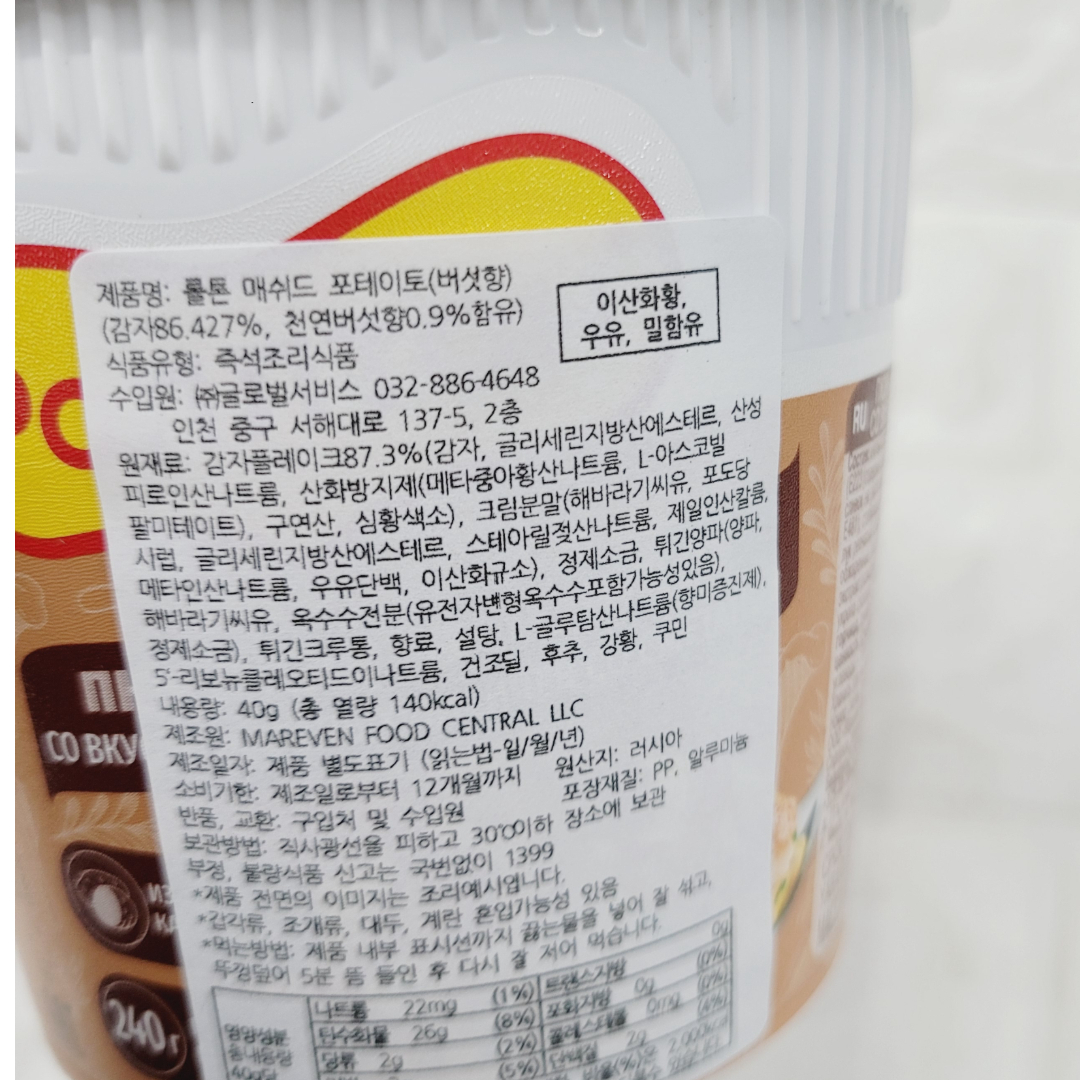 제품명: 롤톤 매쉬드 포테이토(버섯향)
(감자86.427%, 천연버섯향0.9%함유)
이산화황,
우유, 밀함유
식품유형: 즉석조리식품
수입원: ㈜글로벌서비스 032-886-4648
인천 중구 서해대로 137-5, 2층
원재료: 감자플레이크87.3%(감자, 글리세린지방산에스테르, 산성
피로인산나트륨, 산화방지제(메타중아황산나트륨, L-아스코빌
팔미테이트), 구연산, 심황색소), 크림분말(해바라기씨유, 포도당
시럽, 글리세린지방산에스테르, 스테아릴젖산나트륨, 제일인산칼륨,
메타인산나트륨, 우유단백, 이산화규소), 정제소금, 튀긴양파(양파,
해바라기씨유, 옥수수전분(유전자변형옥수수포함가능성있음),
정제소금), 튀긴크루통, 향료, 설탕, L-글루탐산나트륨(향미증진제),
5'-리보뉴클레오티드이나트륨, 건조딜, 후추, 강황, 쿠민
내용량: 40g (총 열량 140kcal)
제조원: MAREVEN FOOD CENTRAL LLC
제조일자: 제품 별도표기 (읽는법-일/월/년)
소비기한: 제조일로부터 12개월까지 원산지: 러시아
반품, 교환: 구입처 및 수입원 포장재질: PP, 알루미늄
보관방법: 직사광선을 피하고 30℃이하 장소에 보관
부정, 불량식품 신고는 국번없이 1399
*제품 전면의 이미지는 조리예시입니다.
*갑각류, 조개류, 대두, 계란 혼입가능성 있음
*먹는방법: 제품 내부 표시선까지 끓는물을 넣어 잘 섞고,
뚜껑덮어 5분 뜸 들인 후 다시 잘 저어 먹습니다.
영양성분
총내용량
40g당
나트륨 22mg (1%) 트랜스지방 0g
탄수화물 26g (8%) 포화지방 0g (0%)
당류 2g (2%) 콜레스테롤 0mg (0%)
(5%) 단백질 2g (4%)
2,000kcal
СО ВКУ
240 г
RU